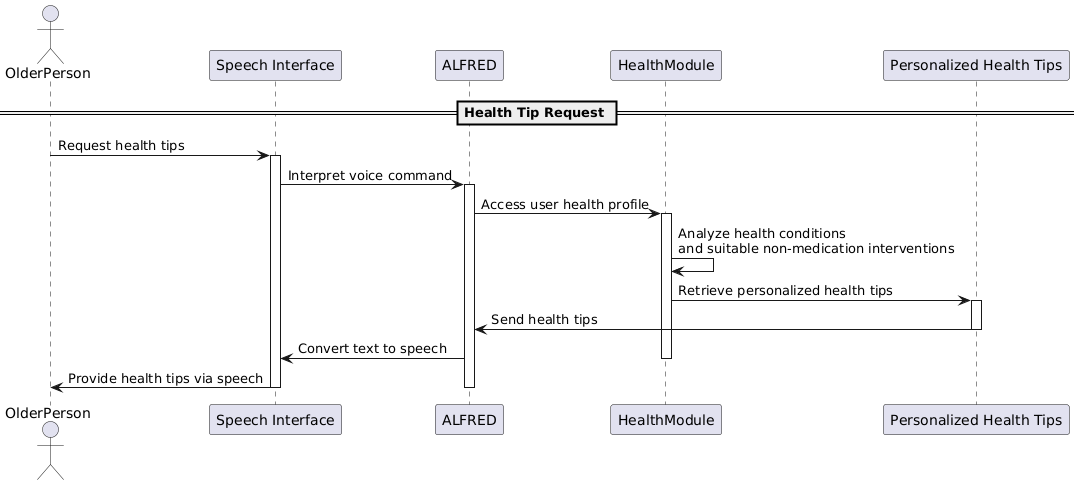 OlderPerson
Speech Interface
ALFRED
HealthModule
Personalized Health Tips
Health Tip Request
Request health tips
Interpret voice command
Access user health profile
Analyze health conditions
and suitable non-medication interventions
Retrieve personalized health tips
Send health tips
Convert text to speech
Provide health tips via speech
OlderPerson
Speech Interface
ALFRED
HealthModule
Personalized Health Tips